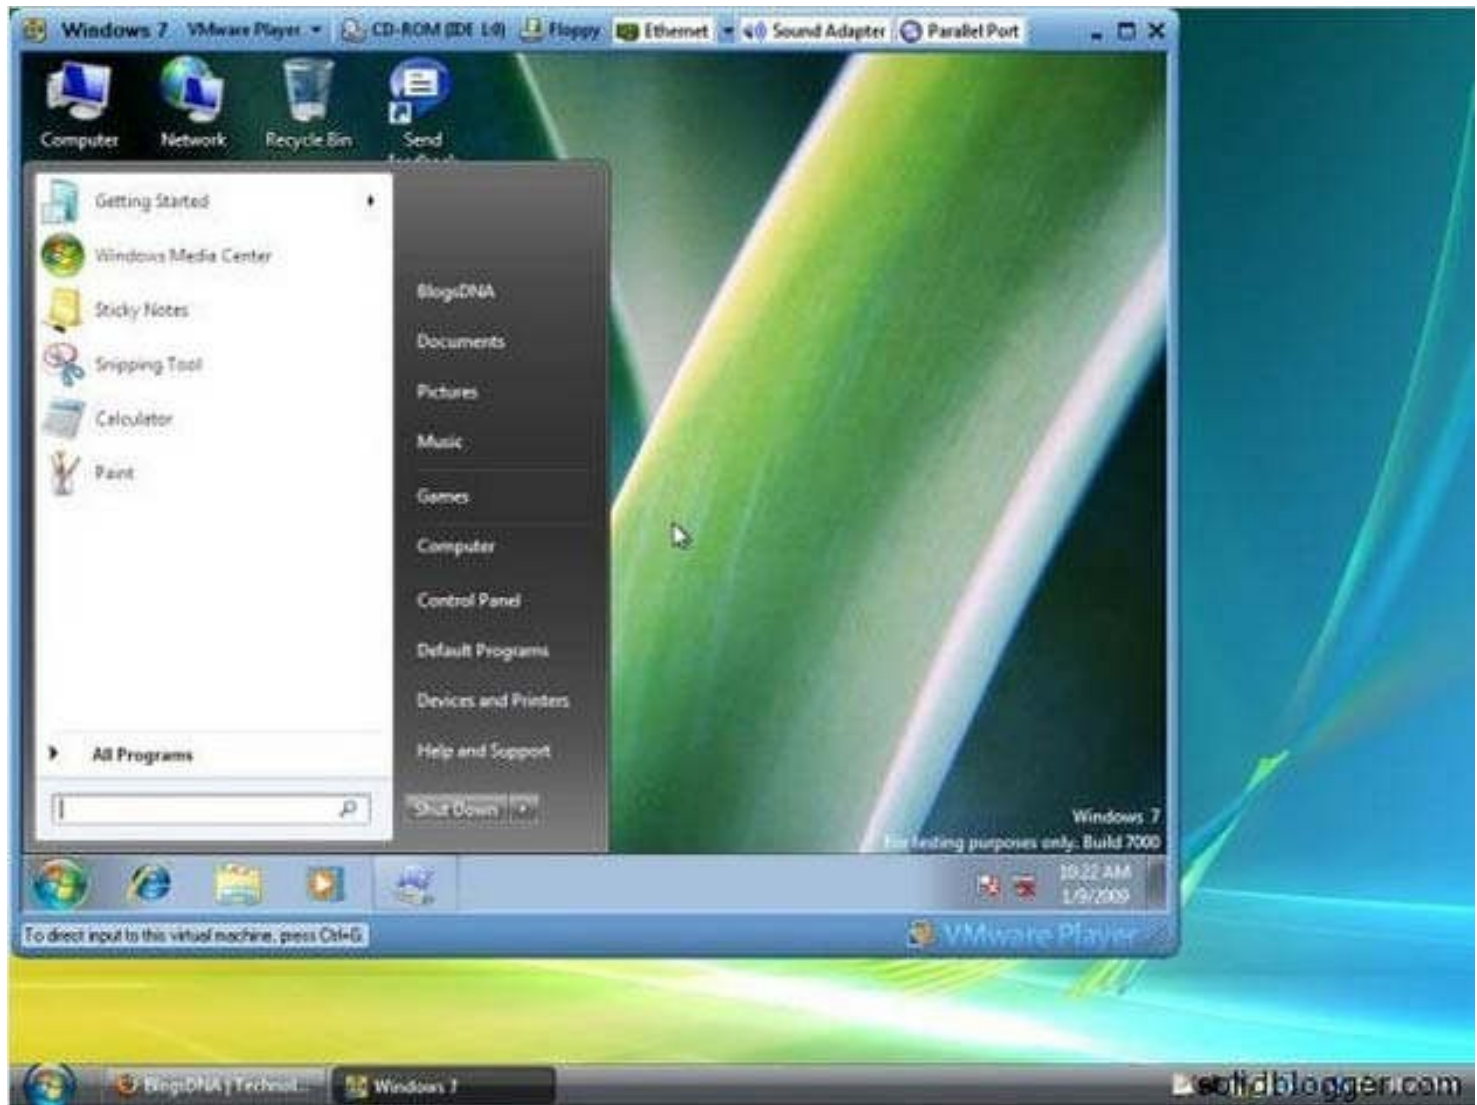 Windows 7 VMware Player CD-ROM (IDE 1:0) Floppy Ethernet Sound Adapter Parallel Port
Computer Network Recycle Bin Send
Getting Started
Windows Media Center
Sticky Notes
Snipping Tool
Calculator
Paint
All Programs
BlogsDNA
Documents
Pictures
Music
Games
Computer
Control Panel
Default Programs
Devices and Printers
Help and Support
Shut Down
Windows 7
For testing purposes only. Build 7000
10:22 AM
1/9/2009
To direct input to this virtual machine, press Ctrl+G.
VMware Player
BlogsDNA | Technol...
Windows 7
solidblogger.com